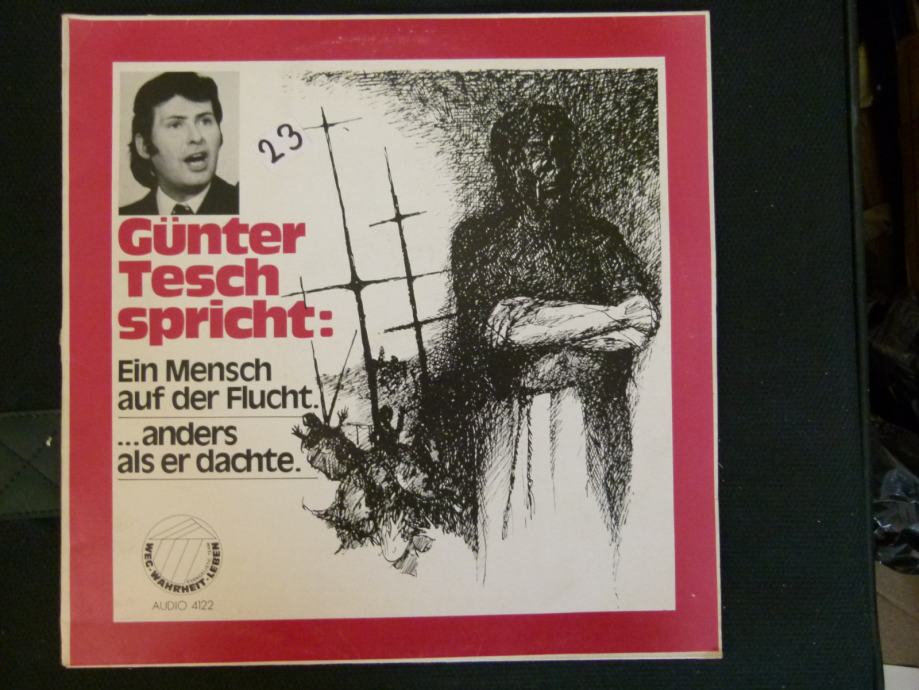 23
Günter
Tesch
spricht:
Ein Mensch
auf der Flucht.
...anders
als er dachte.
WEG-WAHRHEIT-LEBEN
AUDIO 4122